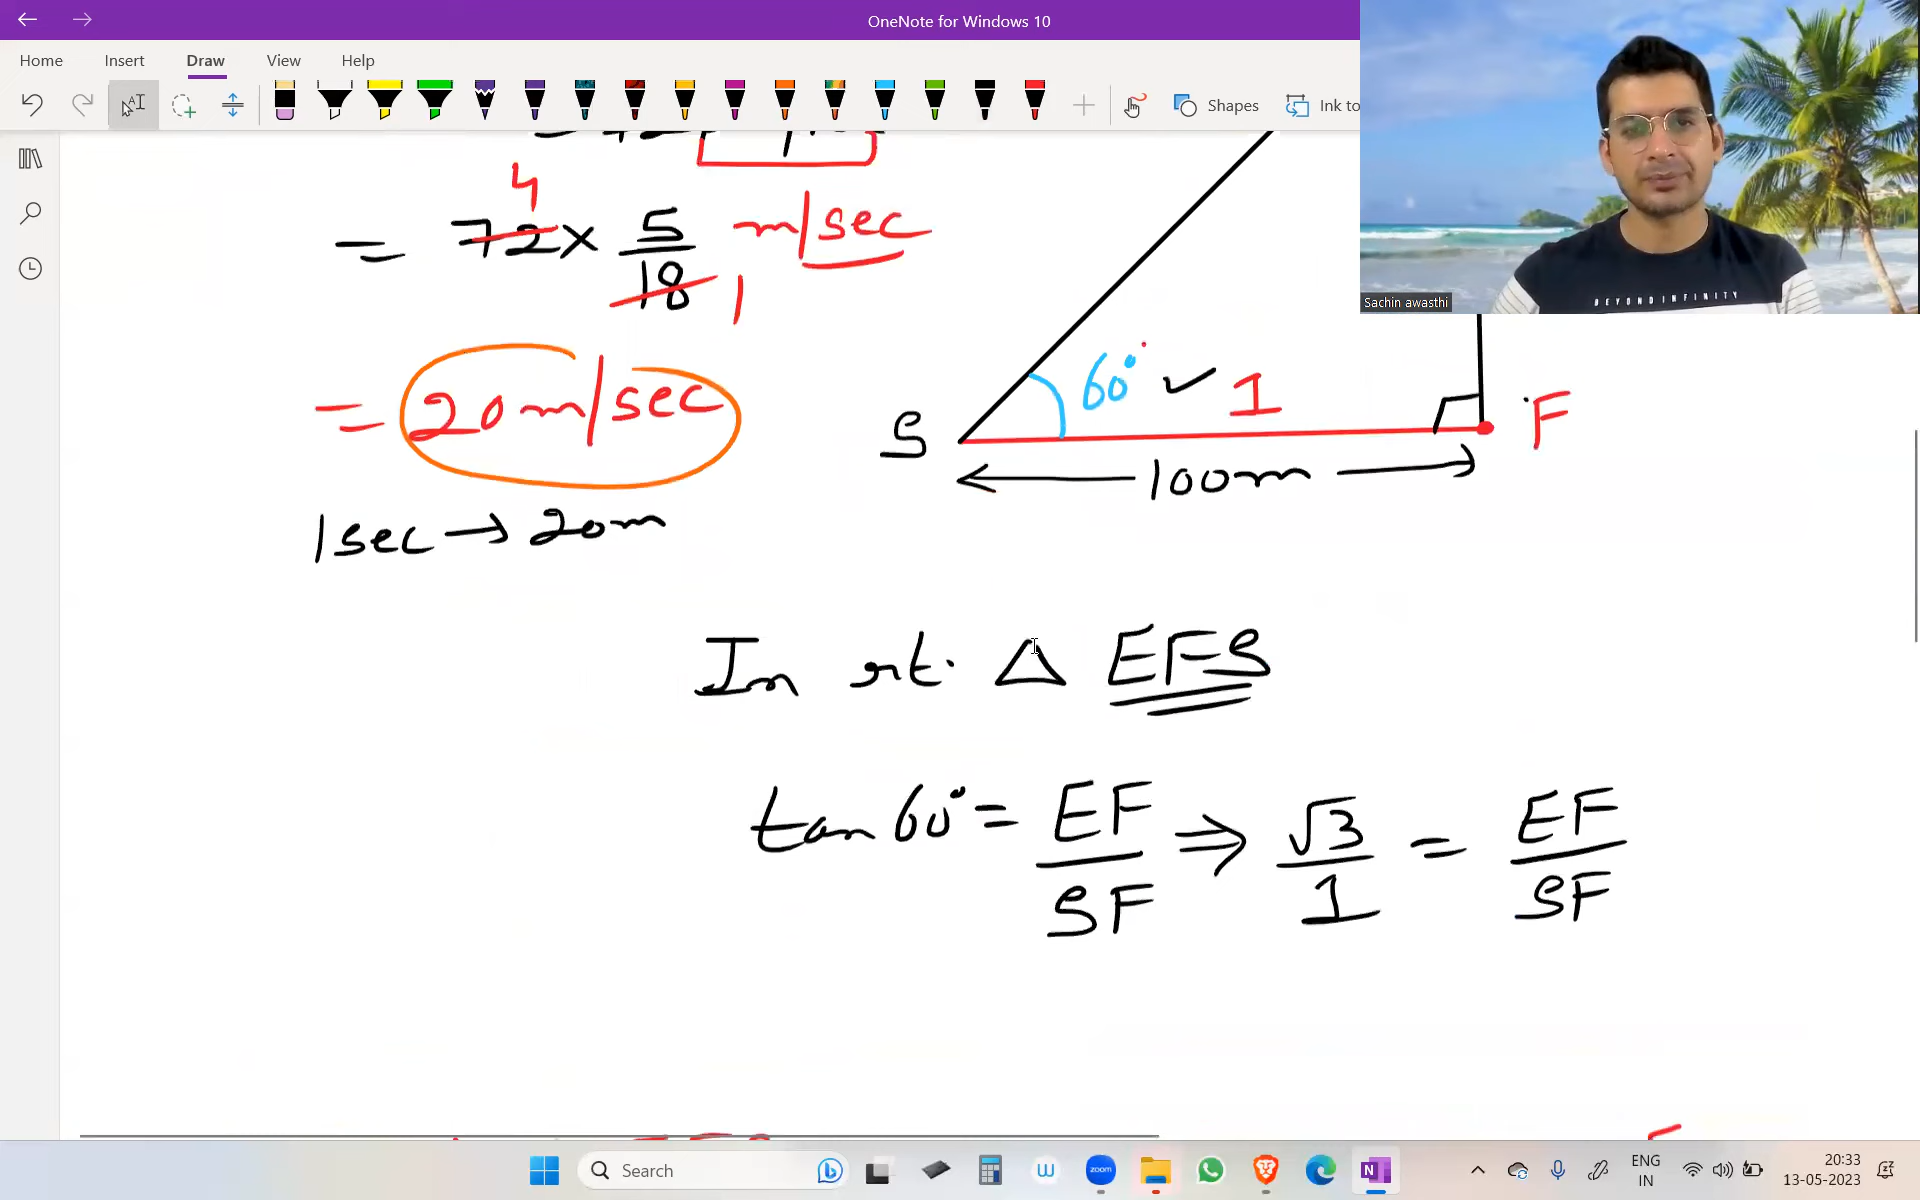 OneNote for Windows 10
Home Insert Draw View Help
Shapes Ink to
4
= 72 × 5/18 m/sec
1
= 20 m/sec
1 sec → 20m
60° ✓ 1
S
F
100m
BEYOND INFINITY
Sachin awasthi
In rt. △ EFS
tan 60° = EF/SF ⇒ √3/1 = EF/SF
Search
zoom
ENG
IN
20:33
13-05-2023